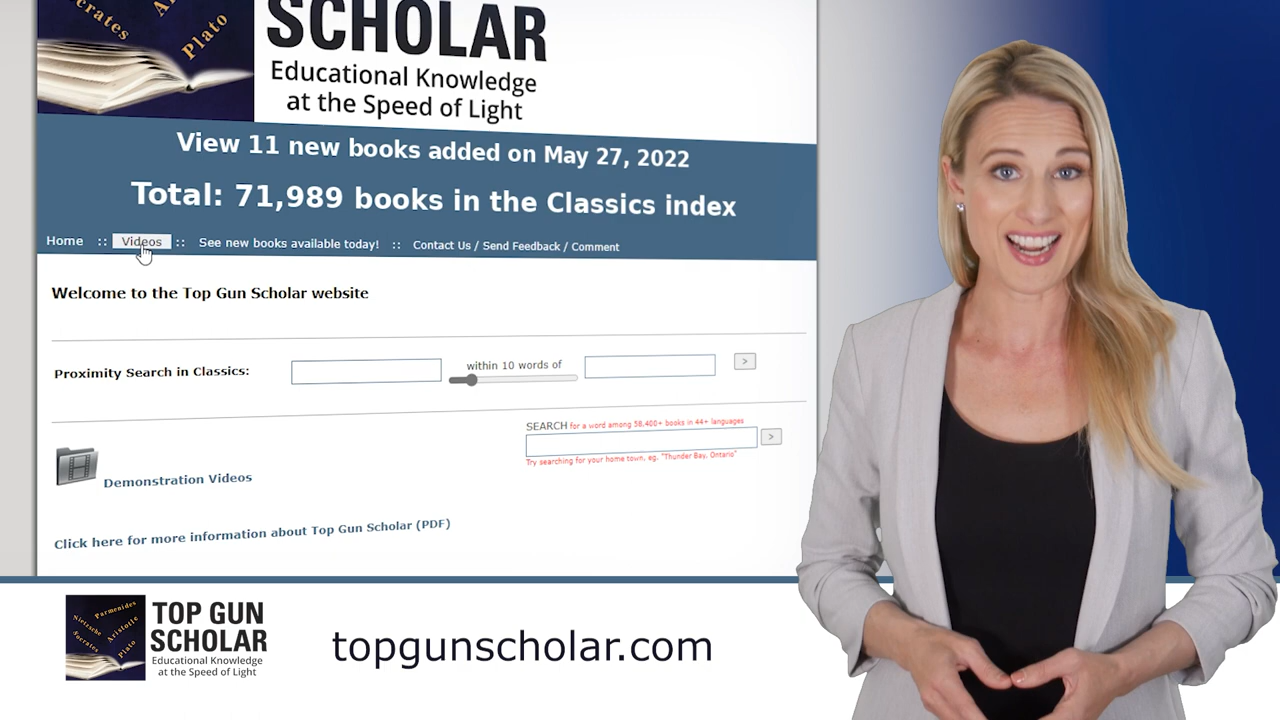 Socrates
Plato
SCHOLAR
Educational Knowledge
at the Speed of Light
View 11 new books added on May 27, 2022
Total: 71,989 books in the Classics index
Home :: Videos :: See new books available today! :: Contact Us / Send Feedback / Comment
Welcome to the Top Gun Scholar website
Proximity Search in Classics:
within 10 words of
>
SEARCH for a word among 58,400+ books in 44+ languages
>
Try searching for your home town, eg. "Thunder Bay, Ontario"
Demonstration Videos
Click here for more information about Top Gun Scholar (PDF)
Parmenides
Nietzsche
Aristotle
Socrates
Plato
TOP GUN
SCHOLAR
Educational Knowledge
at the Speed of Light
topgunscholar.com